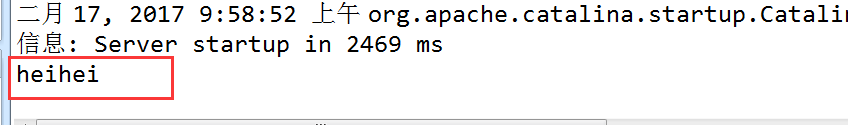 二月 17, 2017 9:58:52 上午 org.apache.catalina.startup.Catalin
信息: Server startup in 2469 ms
heihei